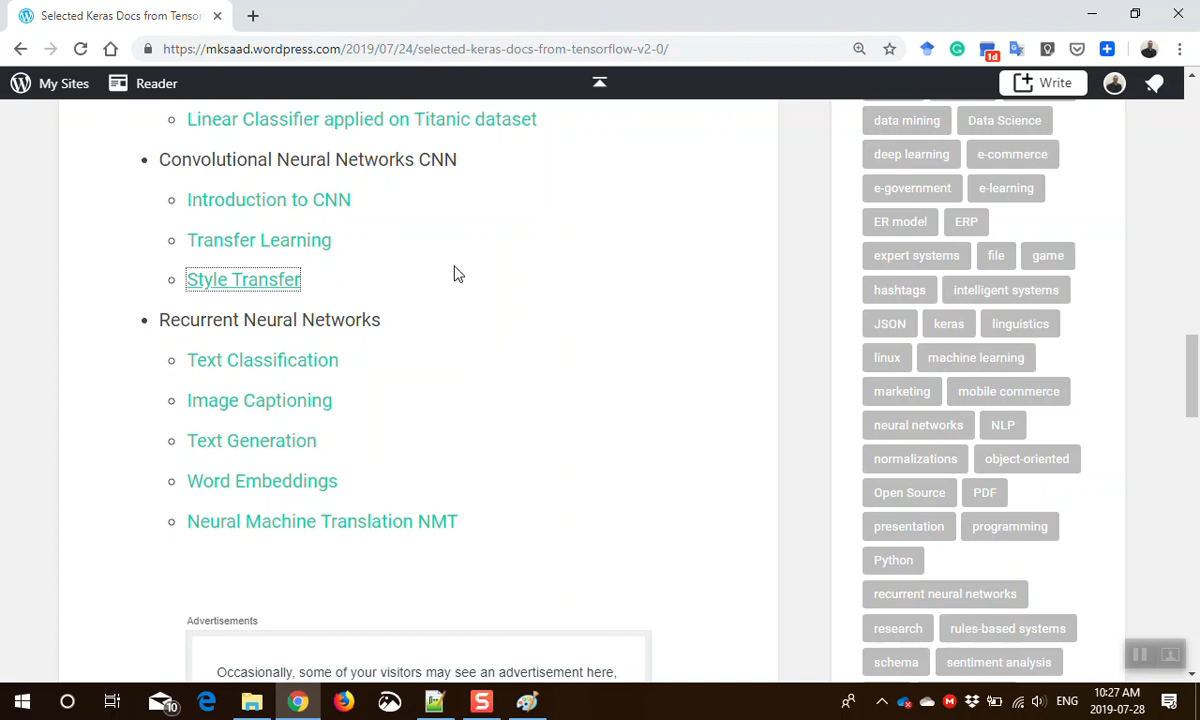 Selected Keras Docs from Tensor
https://mksaad.wordpress.com/2019/07/24/selected-keras-docs-from-tensorflow-v2-0/
1d
My Sites
Reader
Write
Linear Classifier applied on Titanic dataset
Convolutional Neural Networks CNN
Introduction to CNN
Transfer Learning
Style Transfer
Recurrent Neural Networks
Text Classification
Image Captioning
Text Generation
Word Embeddings
Neural Machine Translation NMT
Advertisements
Occasionally, some of your visitors may see an advertisement here,
data mining Data Science
deep learning e-commerce
e-government e-learning
ER model ERP
expert systems file game
hashtags intelligent systems
JSON keras linguistics
linux machine learning
marketing mobile commerce
neural networks NLP
normalizations object-oriented
Open Source PDF
presentation programming
Python
recurrent neural networks
research rules-based systems
schema sentiment analysis
10
ENG
10:27 AM
2019-07-28